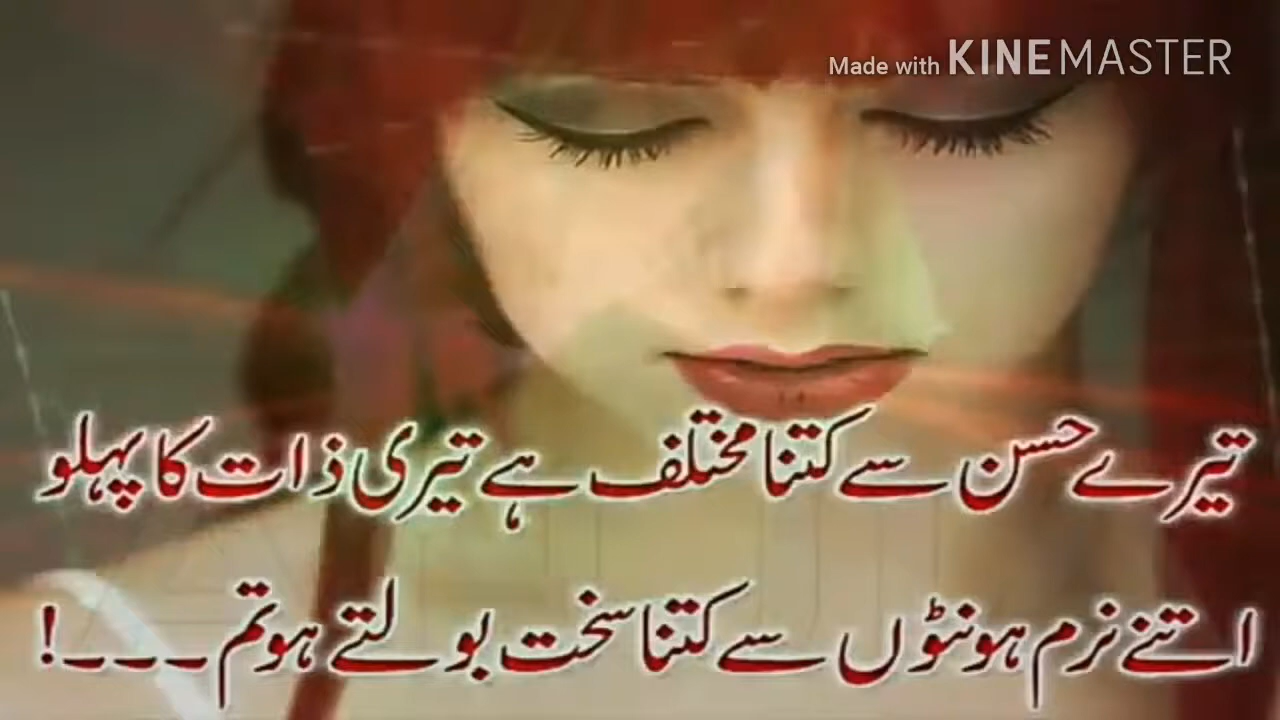 Made with KINEMASTER
تیرے حسن سے کتنا مختلف ہے تیری ذات کا پہلو
اتنے نرم ہونٹوں سے کتنا سخت بولتے ہو تم ۔۔۔!